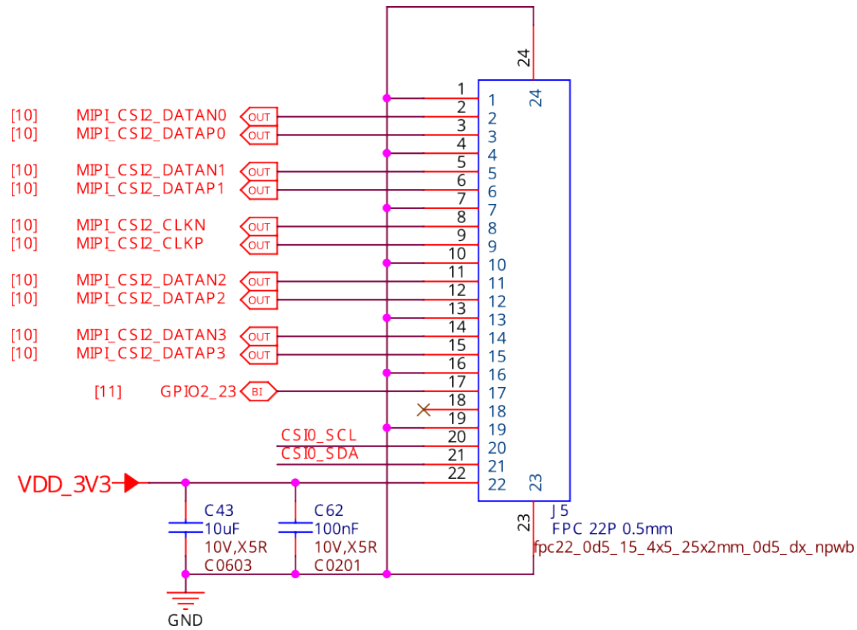 24
24
1 1
[10] MIPI_CSI2_DATAN0 OUT 2 2
[10] MIPI_CSI2_DATAP0 OUT 3 3
4 4
[10] MIPI_CSI2_DATAN1 OUT 5 5
[10] MIPI_CSI2_DATAP1 OUT 6 6
7 7
[10] MIPI_CSI2_CLKN OUT 8 8
[10] MIPI_CSI2_CLKP OUT 9 9
10 10
[10] MIPI_CSI2_DATAN2 OUT 11 11
[10] MIPI_CSI2_DATAP2 OUT 12 12
13 13
[10] MIPI_CSI2_DATAN3 OUT 14 14
[10] MIPI_CSI2_DATAP3 OUT 15 15
16 16
[11] GPIO2_23 BI 17 17
18 18
19 19
CSI0_SCL 20 20
CSI0_SDA 21 21
VDD_3V3 22 22
23
23
C43
10uF
10V,X5R
C0603
C62
100nF
10V,X5R
C0201
J5
FPC 22P 0.5mm
fpc22_0d5_15_4x5_25x2mm_0d5_dx_npwb
GND